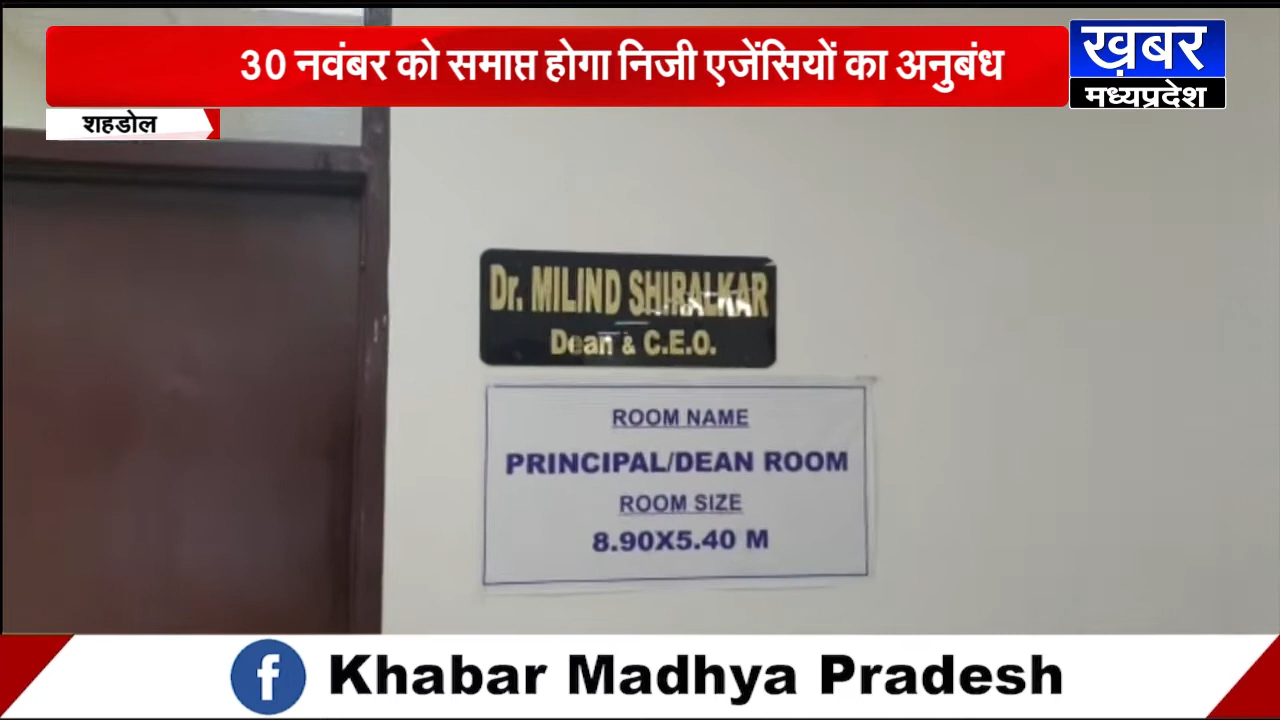 30 नवंबर को समाप्त होगा निजी एजेंसियों का अनुबंध
ख़बर
मध्यप्रदेश
शहडोल
Dr. MILIND SHIRALKAR
Dean & C.E.O.
ROOM NAME
PRINCIPAL/DEAN ROOM
ROOM SIZE
8.90X5.40 M
f Khabar Madhya Pradesh